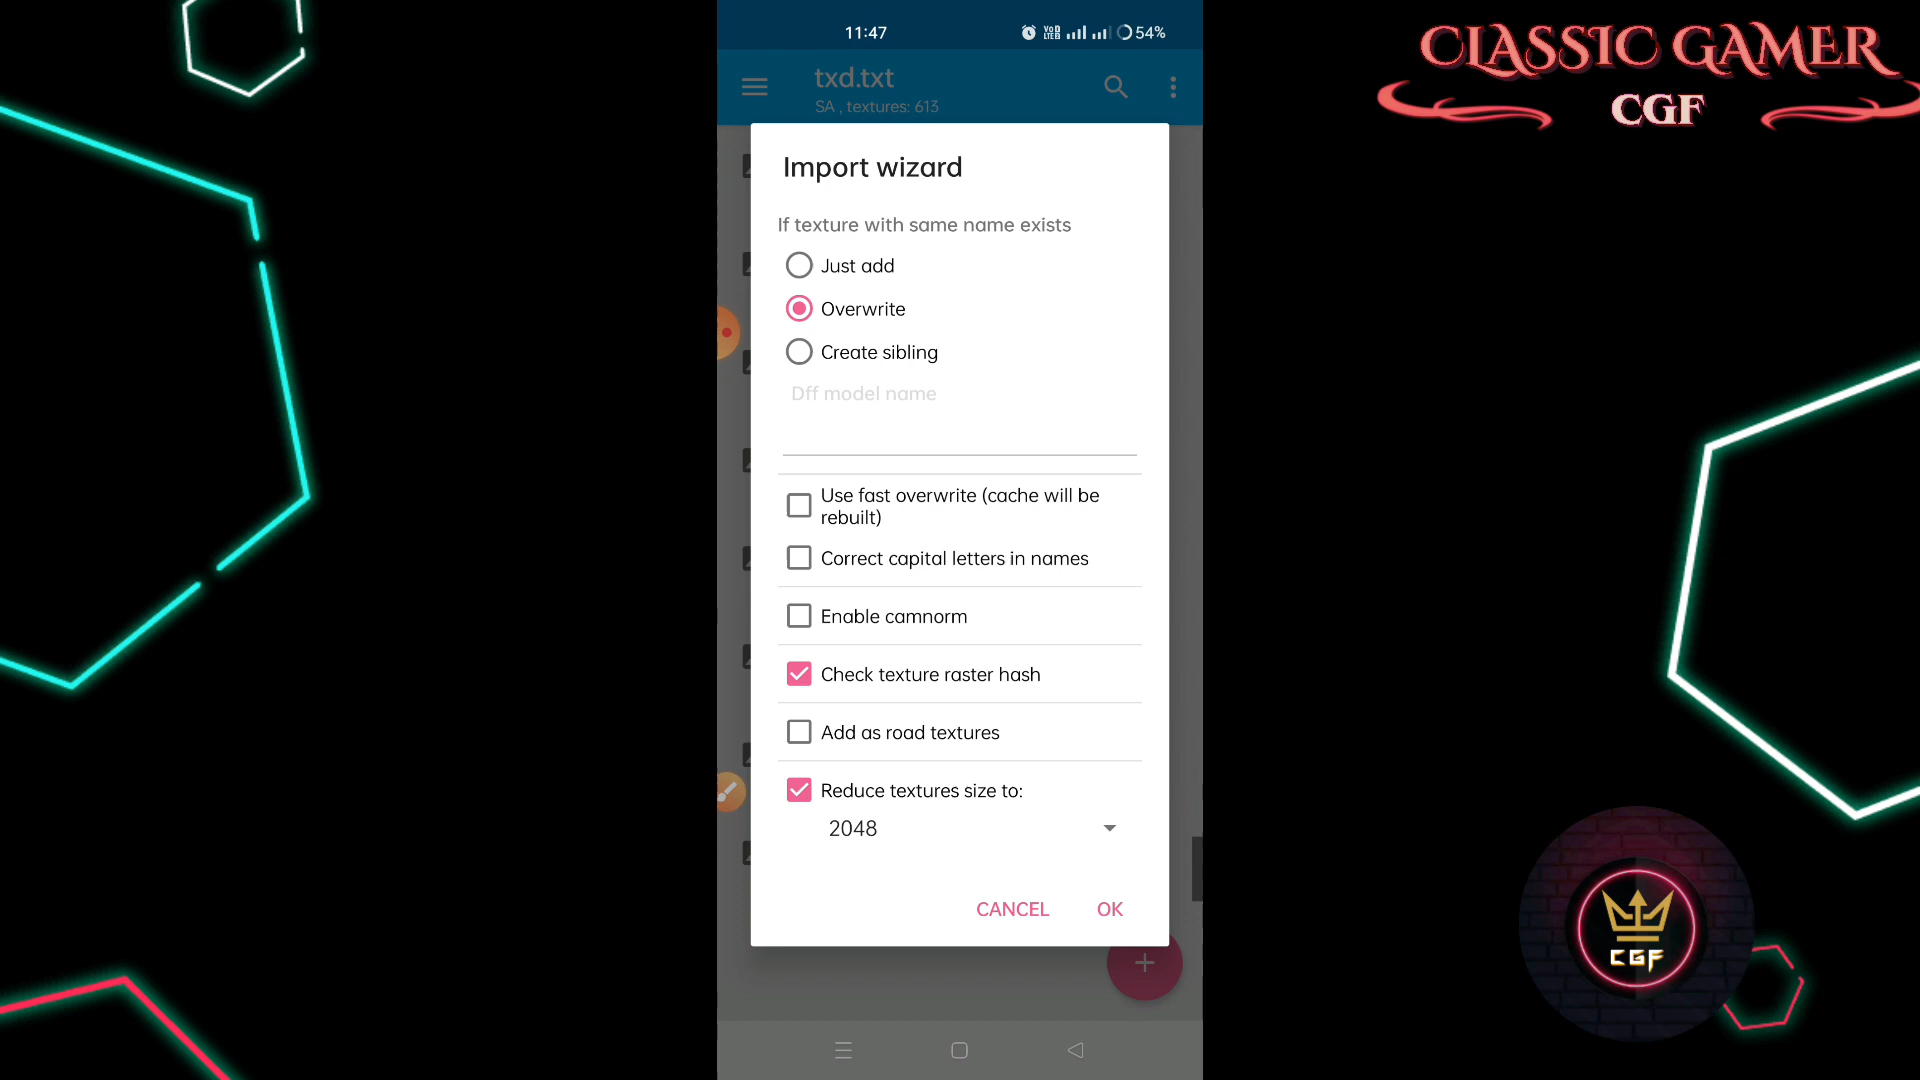 11:47
VoD
LTE
54%
CLASSIC GAMER
CGF
txd.txt
SA , textures: 613
Import wizard
If texture with same name exists
Just add
Overwrite
Create sibling
Dff model name
Use fast overwrite (cache will be
rebuilt)
Correct capital letters in names
Enable camnorm
Check texture raster hash
Add as road textures
Reduce textures size to:
2048
CANCEL
OK
CGF